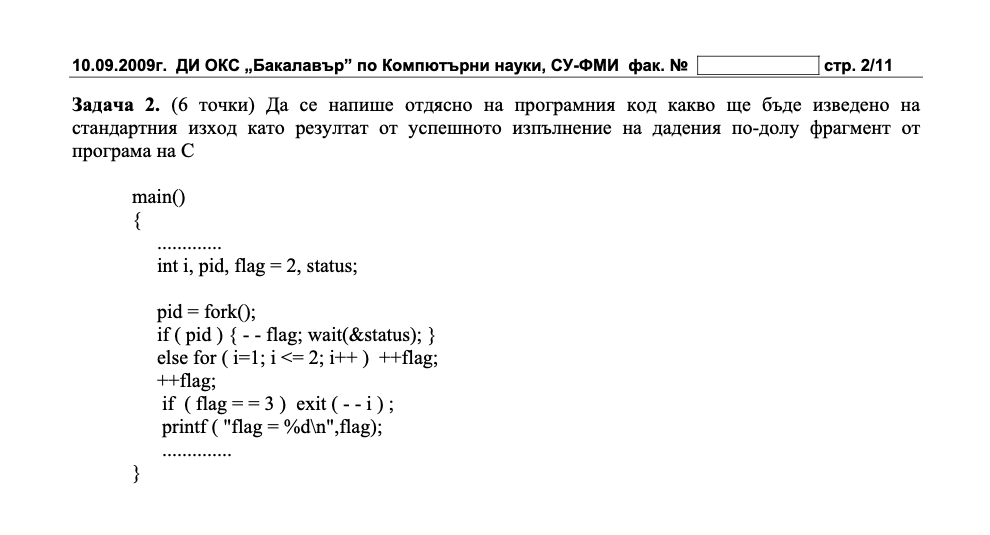 10.09.2009г. ДИ ОКС „Бакалавър” по Компютърни науки, СУ-ФМИ фак. № стр. 2/11
Задача 2. (6 точки) Да се напише отдясно на програмния код какво ще бъде изведено на
стандартния изход като резултат от успешното изпълнение на дадения по-долу фрагмент от
програма на C
main()
{
.............
int i, pid, flag = 2, status;
pid = fork();
if ( pid ) { - - flag; wait(&status); }
else for ( i=1; i <= 2; i++ ) ++flag;
++flag;
if ( flag = = 3 ) exit ( - - i ) ;
printf ( "flag = %d\n",flag);
..............
}